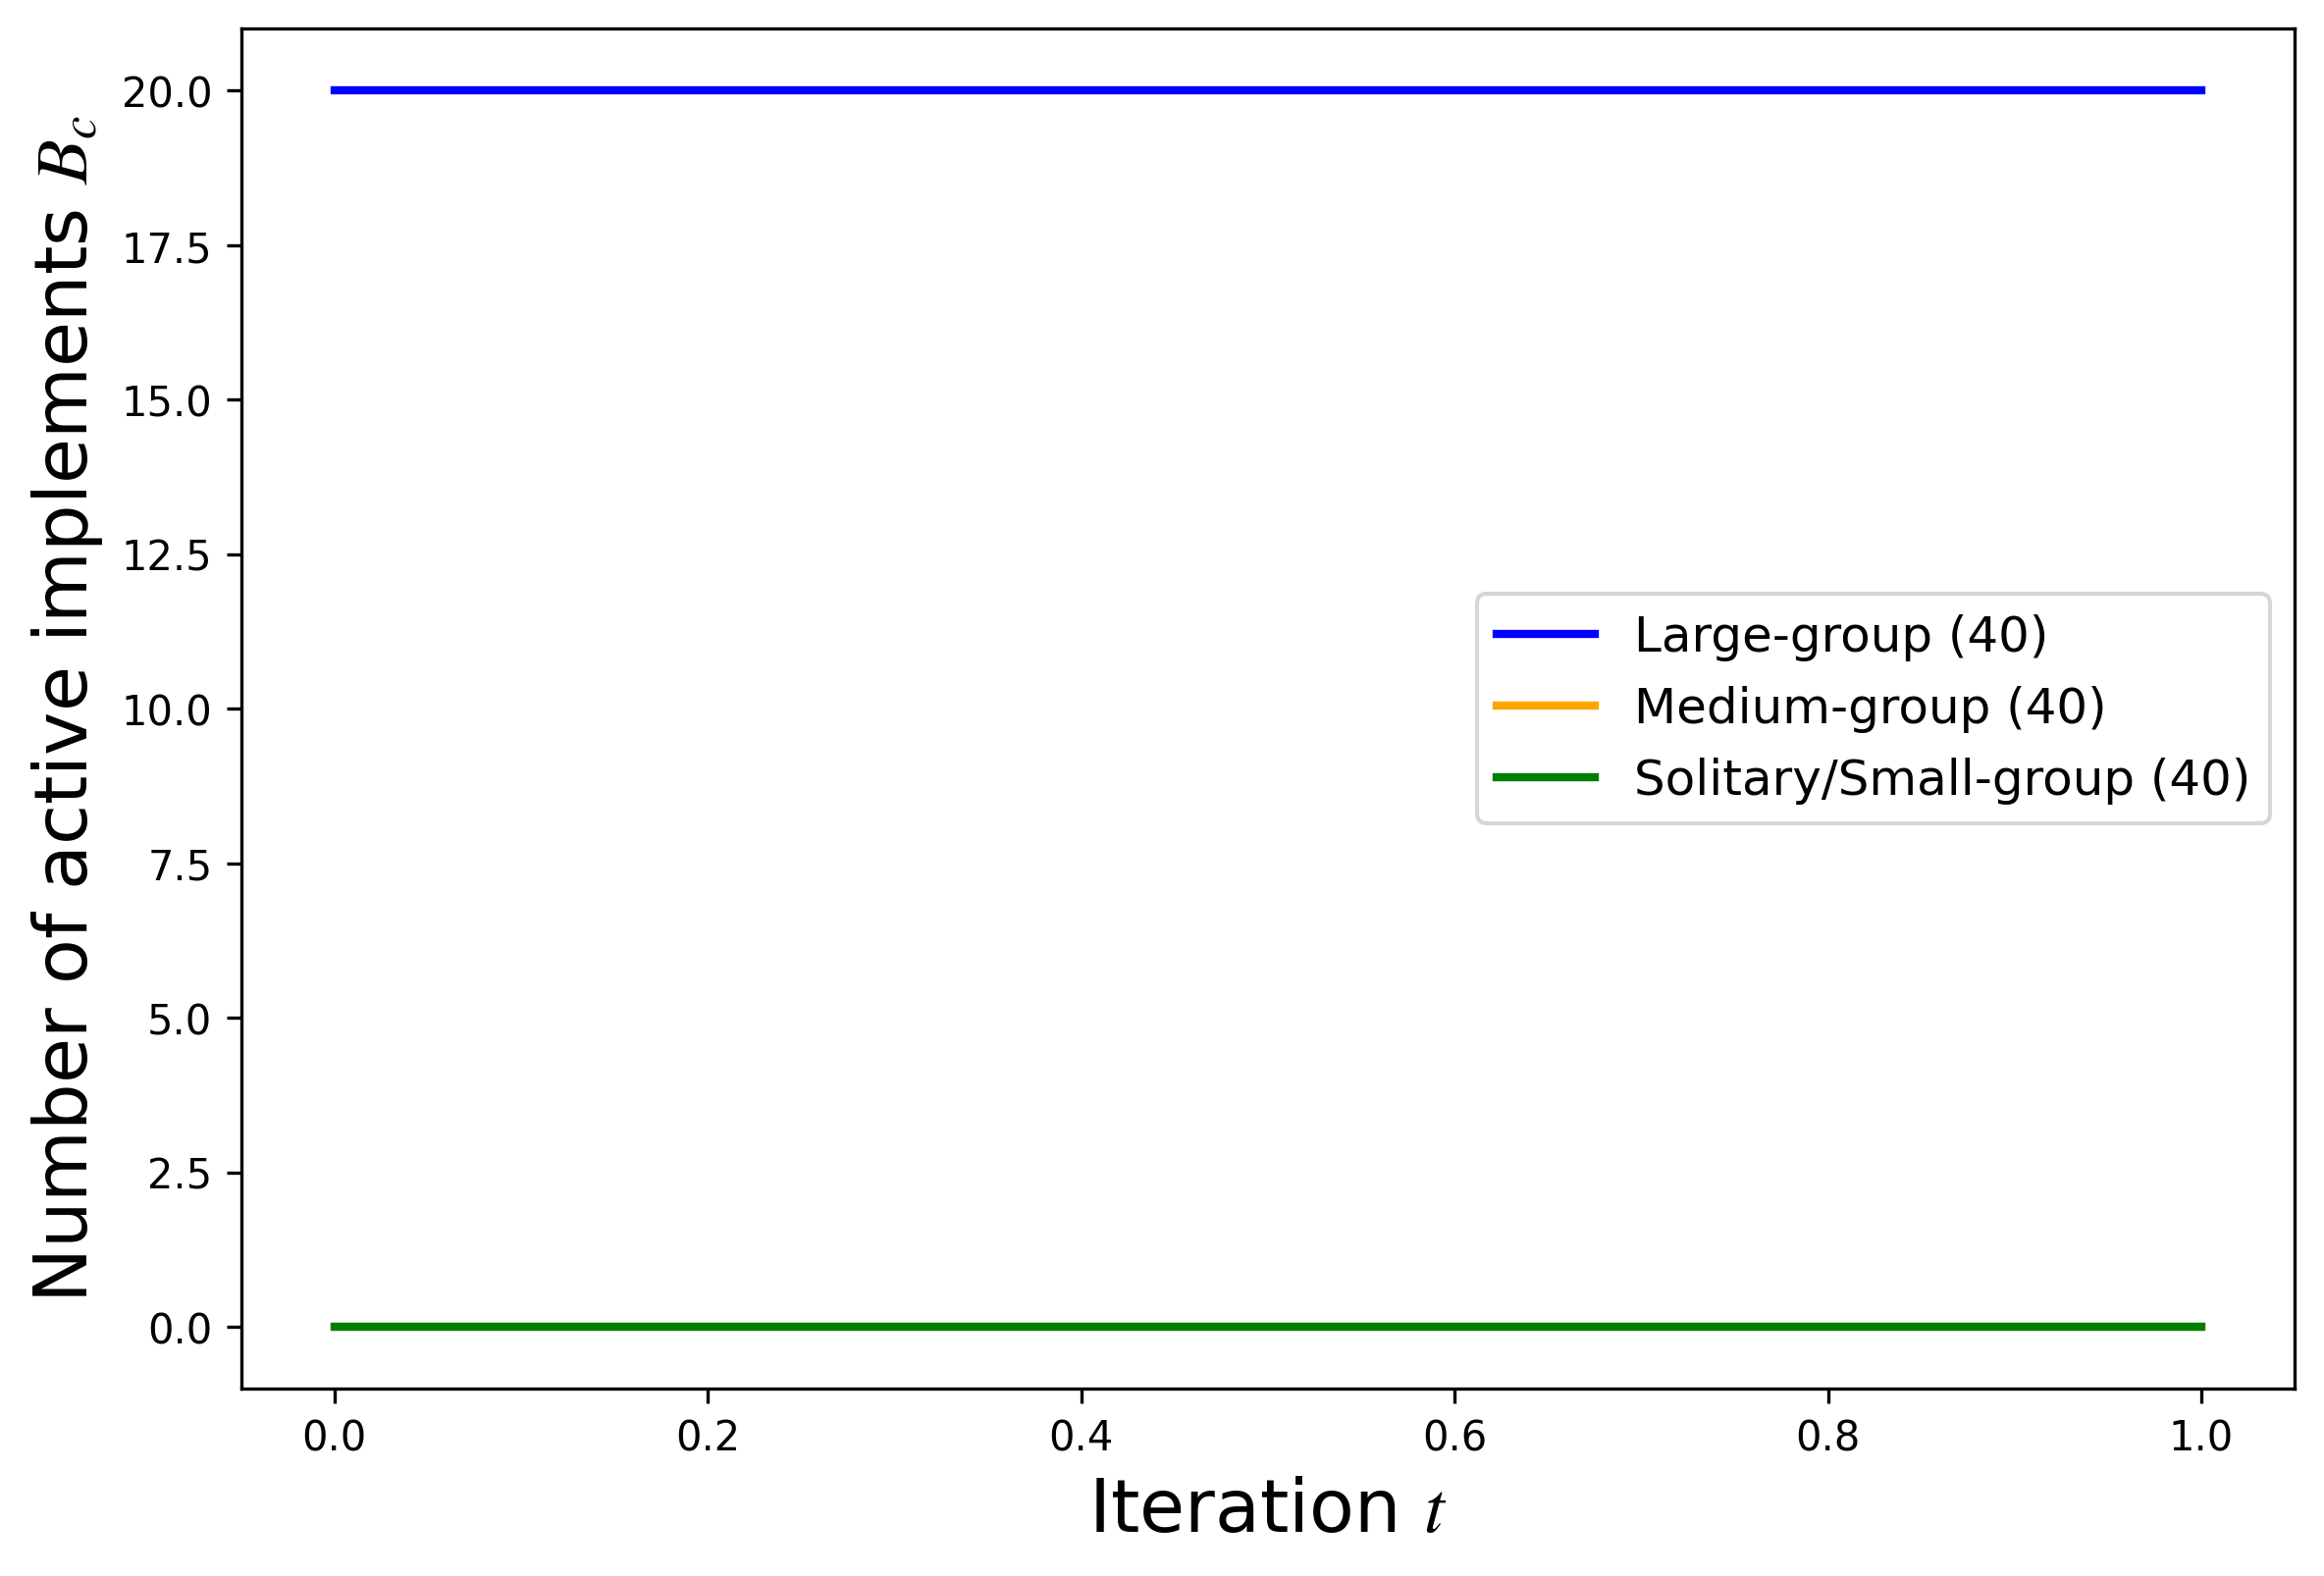 Number of active implements B_c
20.0
17.5
15.0
12.5
10.0
7.5
5.0
2.5
0.0
Large-group (40)
Medium-group (40)
Solitary/Small-group (40)
0.0 0.2 0.4 0.6 0.8 1.0
Iteration t